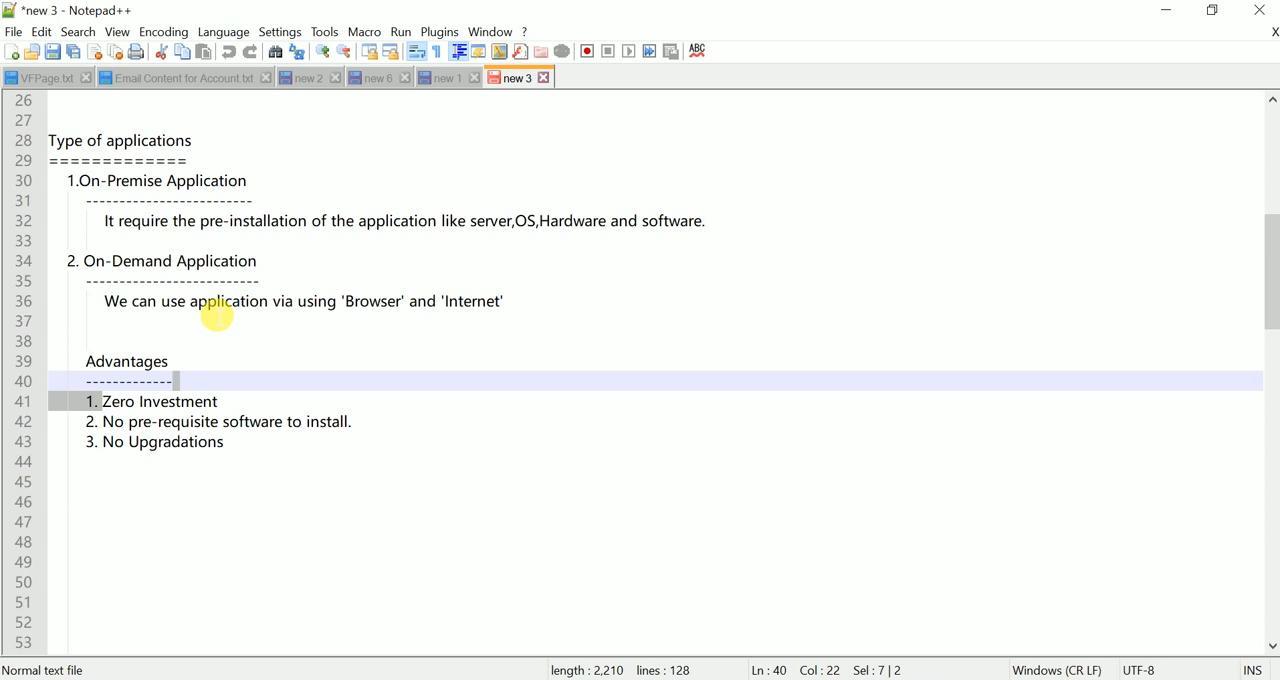 *new 3 - Notepad++
File Edit Search View Encoding Language Settings Tools Macro Run Plugins Window ? X
ABC
VFPage.txt Email Content for Account.txt new 2 new 6 new 1 new 3
26
27
28 Type of applications
29 =============
30 1.On-Premise Application
31 -------------------------
32 It require the pre-installation of the application like server,OS,Hardware and software.
33
34 2. On-Demand Application
35 --------------------------
36 We can use application via using 'Browser' and 'Internet'
37
38
39 Advantages
40 -------------
41 1. Zero Investment
42 2. No pre-requisite software to install.
43 3. No Upgradations
44
45
46
47
48
49
50
51
52
53
Normal text file length : 2,210 lines : 128 Ln : 40 Col : 22 Sel : 7 | 2 Windows (CR LF) UTF-8 INS